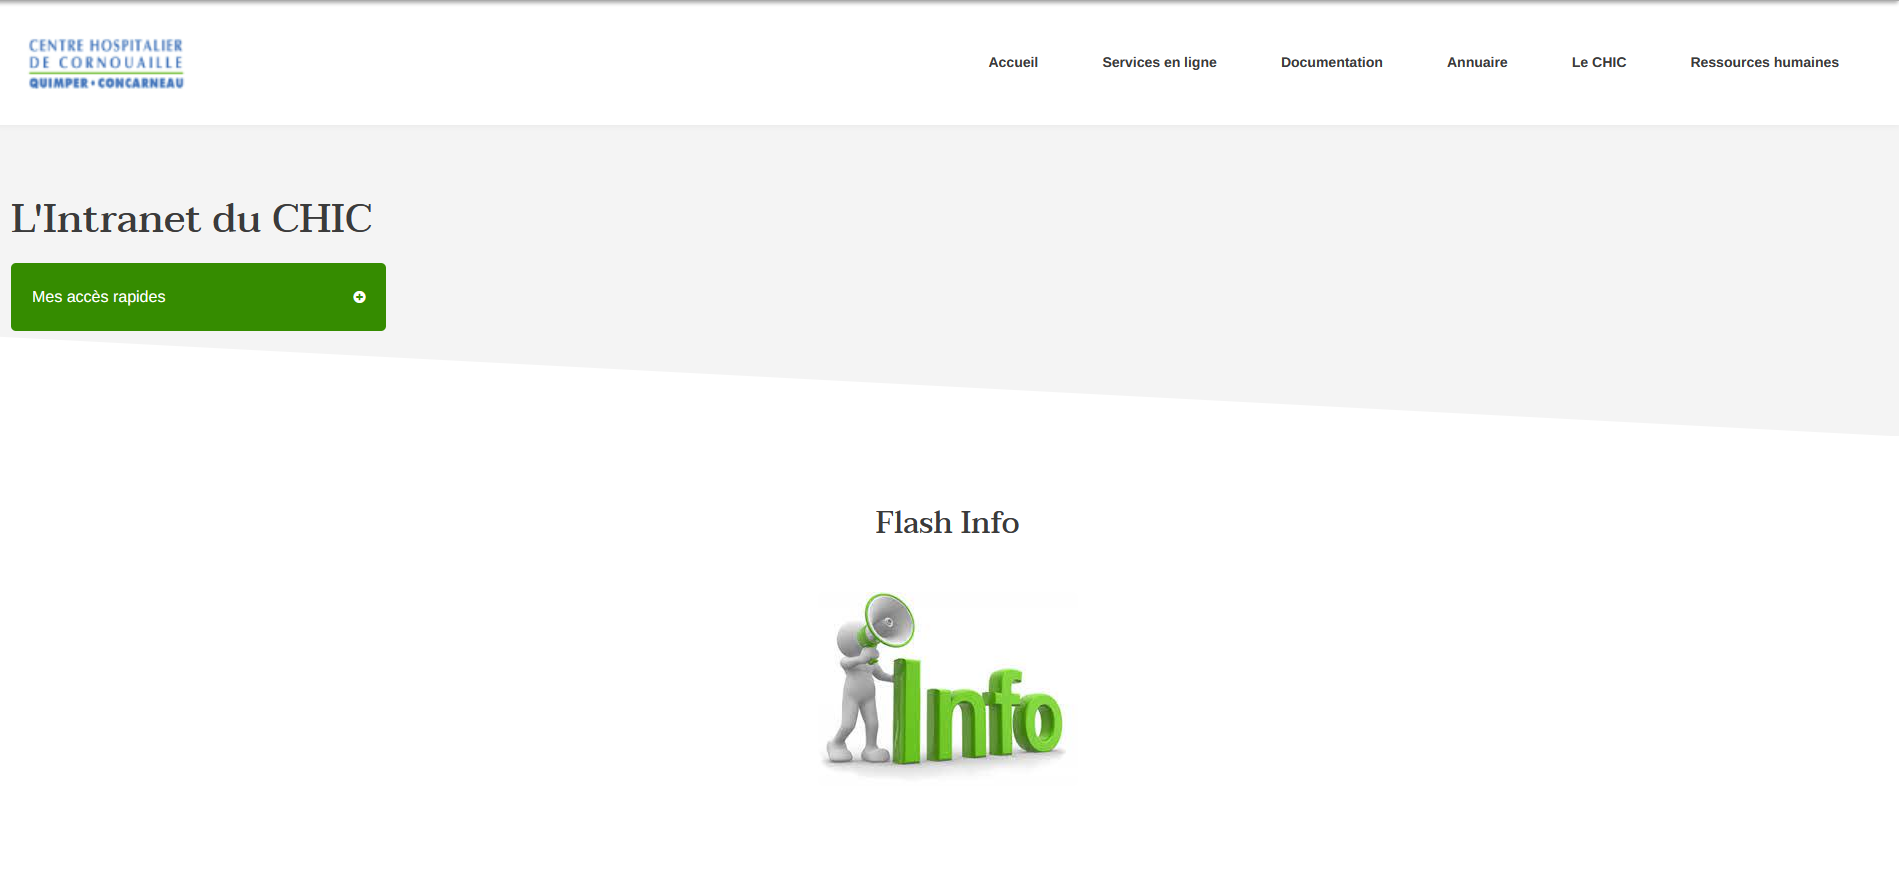 CENTRE HOSPITALIER
DE CORNOUAILLE
QUIMPER • CONCARNEAU
Accueil
Services en ligne
Documentation
Annuaire
Le CHIC
Ressources humaines
L'Intranet du CHIC
Mes accès rapides
Flash Info
Info